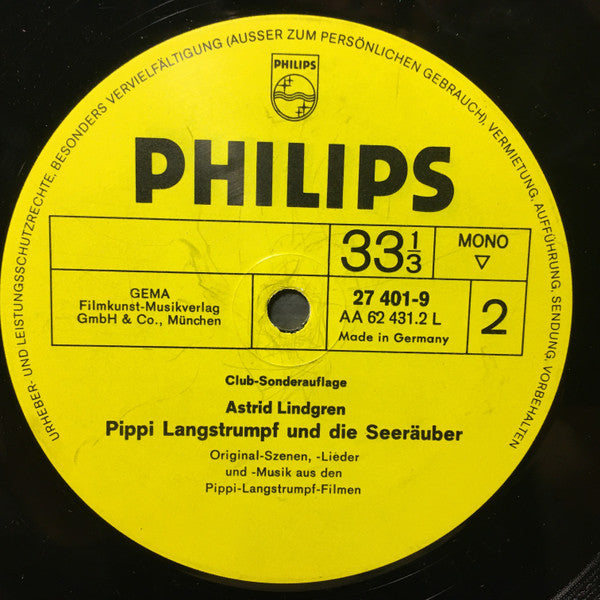 URHEBER- UND LEISTUNGSSCHUTZRECHTE, BESONDERS VERVIELFÄLTIGUNG (AUSSER ZUM PERSÖNLICHEN GEBRAUCH), VERMIETUNG, AUFFÜHRUNG, SENDUNG, VORBEHALTEN
PHILIPS
PHILIPS
33⅓
MONO
▽
GEMA
Filmkunst-Musikverlag
GmbH & Co., München
27 401-9
AA 62 431.2 L
Made in Germany
2
Club-Sonderauflage
Astrid Lindgren
Pippi Langstrumpf und die Seeräuber
Original-Szenen, -Lieder
und -Musik aus den
Pippi-Langstrumpf-Filmen